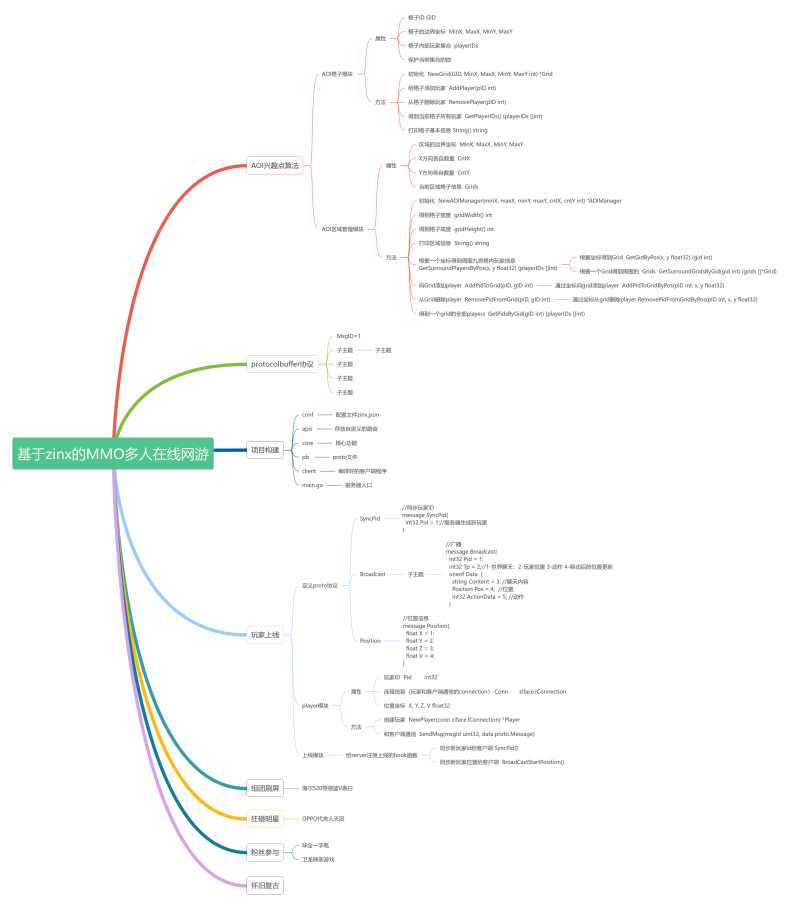 基于zinx的MMO多人在线网游
AOI兴趣点算法
AOI格子模块
属性
格子ID GID
格子的边界坐标 MinX, MaxX, MinY, MaxY
格子内部玩家集合 playerIDs
保护当前集合的锁
方法
初始化 NewGrid(GID, MinX, MaxX, MinY, MaxY int) *Grid
给格子添加玩家 AddPlayer(pID int)
从格子删除玩家 RemovePlayer(pID int)
得到当前格子所有玩家 GetPlayerIDs() (playerIDs []int)
打印格子基本信息 String() string
AOI区域管理模块
属性
区域的边界坐标 MinX, MaxX, MinY, MaxY
X方向各自数量 CntX
Y方向各自数量 CntY
当前区域格子信息 Grids
方法
初始化 NewAOIManager(minX, maxX, minY, maxY, cntX, cntY int) *AOIManager
得到格子宽度 gridWidth() int
得到格子高度 gridHeight() int
打印区域信息 String() string
根据一个坐标得到周围九宫格内玩家信息
GetSurroundPlayersByPos(x, y float32) (playerIDs []int)
根据坐标得到Grid GetGidByPos(x, y float32) (gid int)
根据一个Grid得到周围的 Grids GetSurroundGridsByGid(gid int) (grids []*Grid)
向Grid添加player AddPidToGrid(pID, gID int)
通过坐标向grid添加player AddPidToGridByPos(pID int, x, y float32)
从Grid删除player RemovePidFromGrid(pID, gID int)
通过坐标从grid删除player RemovePidFromGridByPos(pID int, x, y float32)
得到一个grid的全部players GetPidsByGid(gID int) (playerIDs []int)
protocolbuffer协议
MsgID=1
子主题
子主题
子主题
子主题
子主题
项目构建
conf
配置文件zinx.json
apis
存放自定义的路由
core
核心功能
pb
proto文件
client
编译好的客户端程序
main.go
服务器入口
玩家上线
定义proto协议
SyncPid
//同步玩家ID
message SyncPid{
int32 Pid = 1;//服务器生成新玩家
}
Broadcast
子主题
//广播
message Broadcast{
int32 Pid = 1;
int32 Tp = 2;//1-世界聊天; 2-玩家位置 3-动作 4-移动后的位置更新
oneof Data {
string Content = 3; //聊天内容
Position Pos = 4; //位置
int32 ActionData = 5; //动作
}
Position
//位置信息
message Position{
float X = 1;
float Y = 2;
float Z = 3;
float V = 4;
}
player模块
属性
玩家ID Pid int32
连接信息 (玩家和客户端通信的connection) Conn ziface.IConnection
位置坐标 X, Y, Z, V float32
方法
创建玩家 NewPlayer(conn ziface.IConnection) *Player
和客户端通信 SendMsg(msgId uint32, data proto.Message)
上线模块
给server注册上线的hook函数
同步新玩家id给客户端 SyncPid()
同步新玩家位置给客户端 BroadCastStartPosition()
组团刷屏
海尔520带领蓝V表白
狂砸明星
OPPO代言人天团
粉丝参与
味全一字瓶
卫龙辣条游戏
怀旧复古